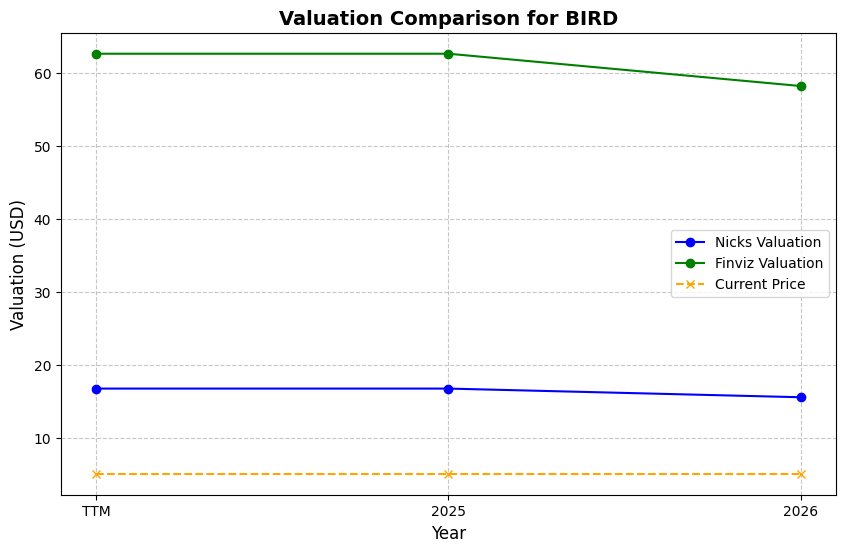 Valuation Comparison for BIRD
Valuation (USD)
60
50
40
30
20
10
Nicks Valuation
Finviz Valuation
Current Price
TTM
2025
2026
Year